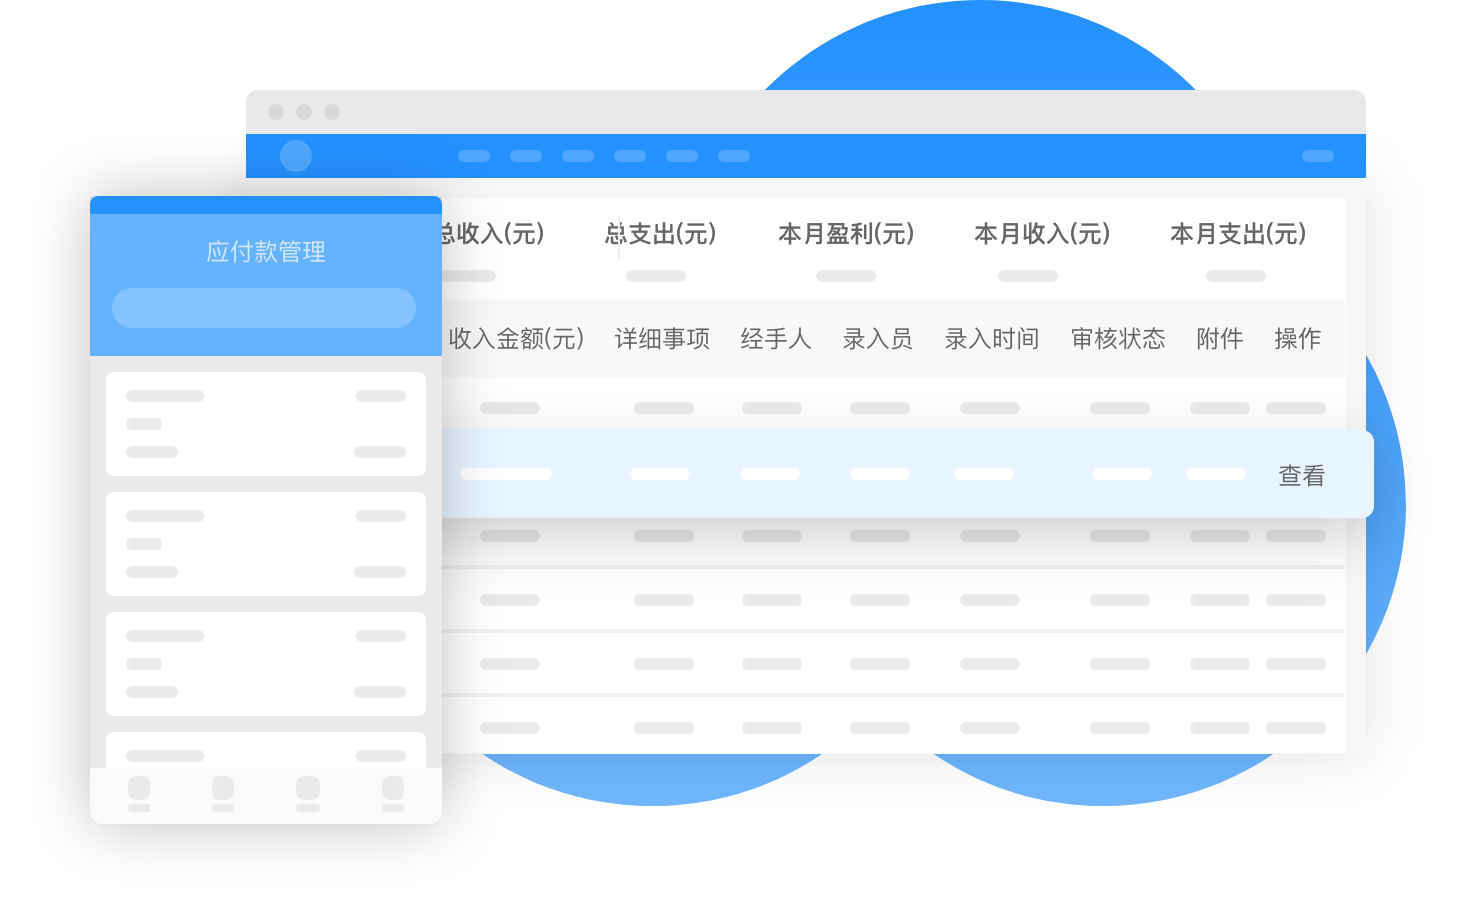 总收入(元) 总支出(元) 本月盈利(元) 本月收入(元) 本月支出(元)
应付款管理
收入金额(元) 详细事项 经手人 录入员 录入时间 审核状态 附件 操作
查看